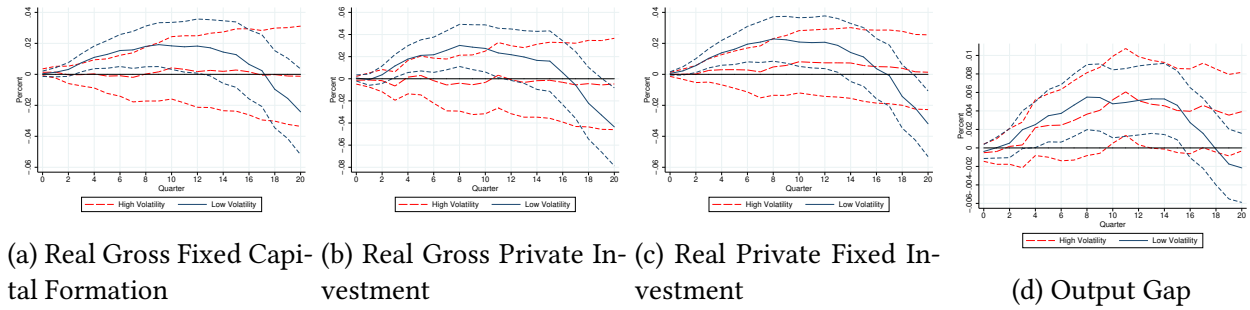 .04
.02
0
-.02
-.04
-.06
Percent
0 2 4 6 8 10 12 14 16 18 20
Quarter
High Volatility Low Volatility
(a) Real Gross Fixed Capi-
tal Formation
.06
.04
.02
0
-.02
-.04
-.06
-.08
Percent
0 2 4 6 8 10 12 14 16 18 20
Quarter
High Volatility Low Volatility
(b) Real Gross Private In-
vestment
.04
.02
0
-.02
-.04
-.06
Percent
0 2 4 6 8 10 12 14 16 18 20
Quarter
High Volatility Low Volatility
(c) Real Private Fixed In-
vestment
.01
.008
.006
.004
.002
0
-.002
-.004
-.006
Percent
0 2 4 6 8 10 12 14 16 18 20
Quarter
High Volatility Low Volatility
(d) Output Gap